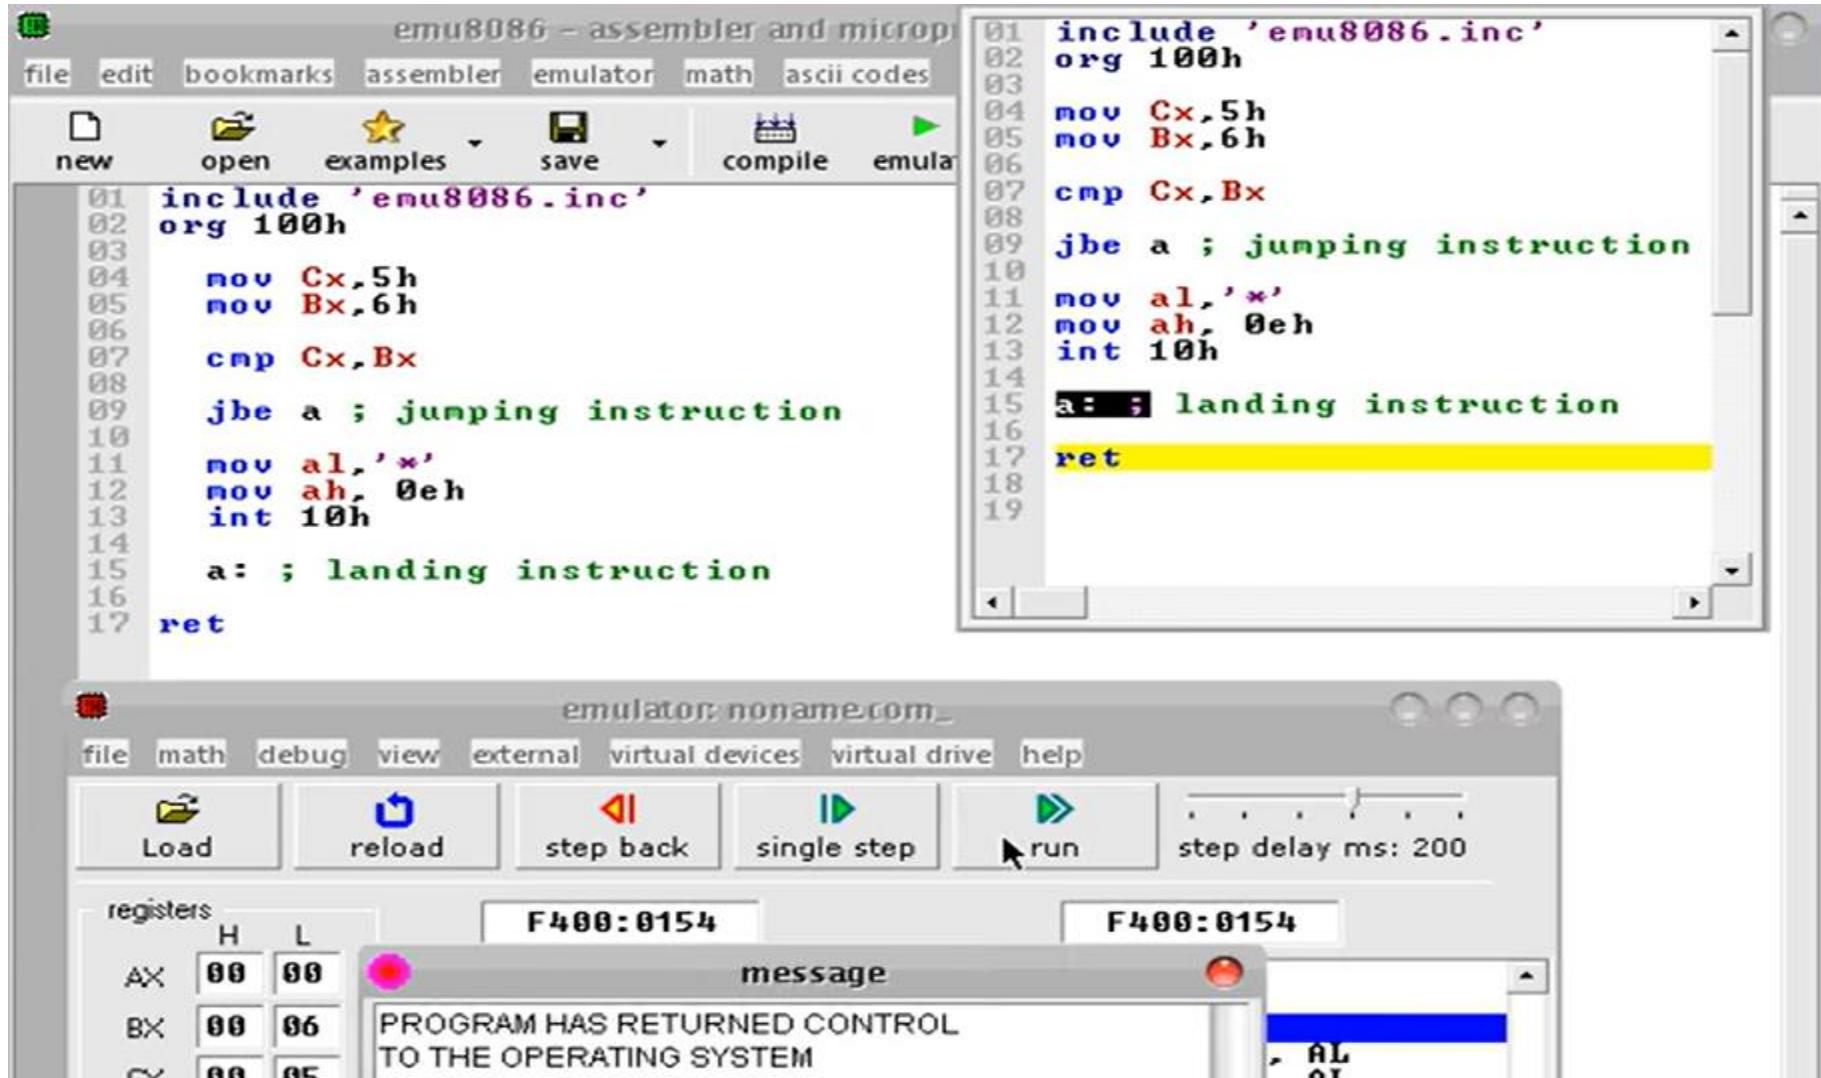 emu8086 – assembler and microp
file edit bookmarks assembler emulator math ascii codes
new open examples save compile emula
01 include 'emu8086.inc'
02 org 100h
03
04 mov Cx,5h
05 mov Bx,6h
06
07 cmp Cx,Bx
08
09 jbe a ; jumping instruction
10
11 mov al,'*'
12 mov ah, 0eh
13 int 10h
14
15 a: ; landing instruction
16
17 ret
01 include 'emu8086.inc'
02 org 100h
03
04 mov Cx,5h
05 mov Bx,6h
06
07 cmp Cx,Bx
08
09 jbe a ; jumping instruction
10
11 mov al,'*'
12 mov ah, 0eh
13 int 10h
14
15 a: ; landing instruction
16
17 ret
18
19
emulator: noname.com_
file math debug view external virtual devices virtual drive help
Load reload step back single step run step delay ms: 200
registers
H L
F400:0154 F400:0154
AX 00 00
BX 00 06
CX 00 05
message
PROGRAM HAS RETURNED CONTROL
TO THE OPERATING SYSTEM
, AL
AL